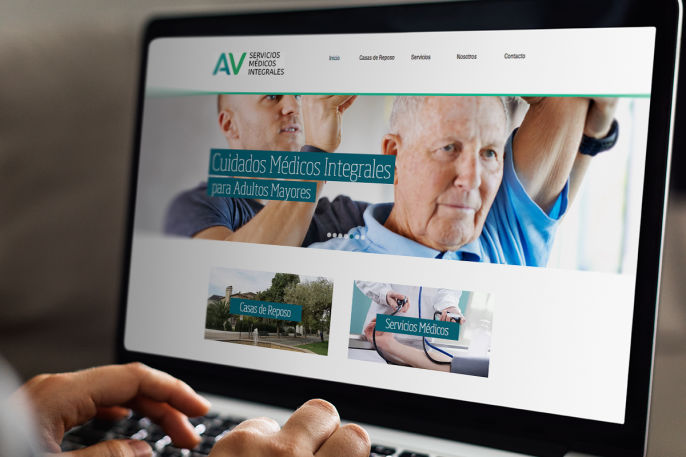 AV
SERVICIOS
MÉDICOS
INTEGRALES
Inicio
Casas de Reposo
Servicios
Nosotros
Contacto
Cuidados Médicos Integrales
para Adultos Mayores
Casas de Reposo
Servicios Médicos